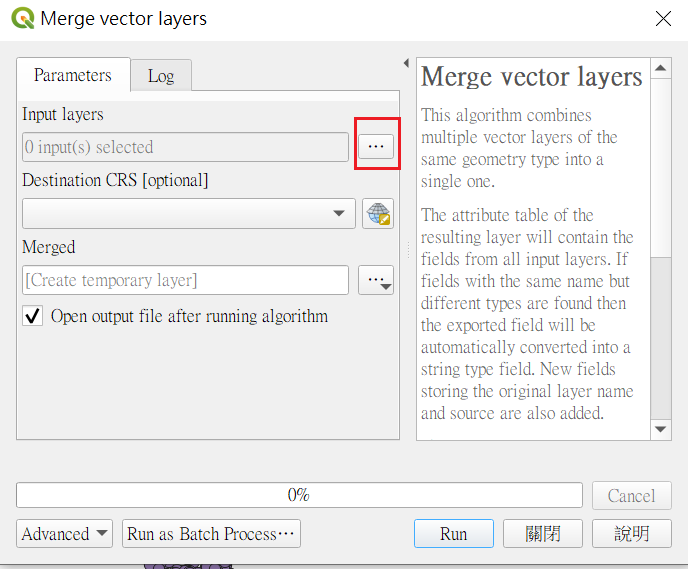 Merge vector layers
Parameters
Log
Input layers
0 input(s) selected
...
Destination CRS [optional]
Merged
[Create temporary layer]
...
Open output file after running algorithm
Merge vector layers
This algorithm combines
multiple vector layers of the
same geometry type into a
single one.
The attribute table of the
resulting layer will contain the
fields from all input layers. If
fields with the same name but
different types are found then
the exported field will be
automatically converted into a
string type field. New fields
storing the original layer name
and source are also added.
0%
Cancel
Advanced
Run as Batch Process…
Run
關閉
說明